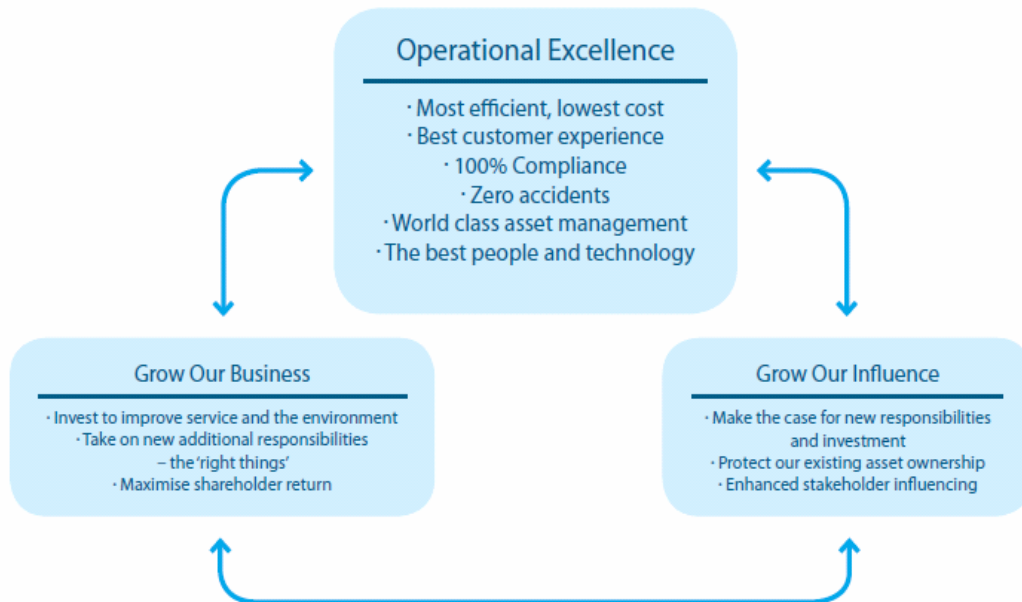 Operational Excellence
· Most efficient, lowest cost
· Best customer experience
· 100% Compliance
· Zero accidents
· World class asset management
· The best people and technology
Grow Our Business
· Invest to improve service and the environment
· Take on new additional responsibilities
– the ‘right things’
· Maximise shareholder return
Grow Our Influence
· Make the case for new responsibilities
and investment
· Protect our existing asset ownership
· Enhanced stakeholder influencing